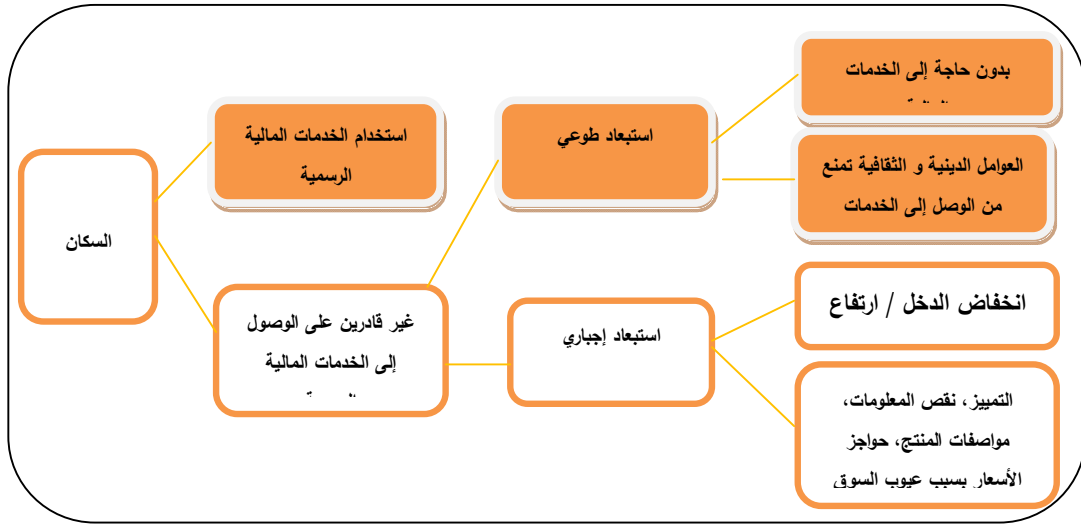 السكان
استخدام الخدمات المالية
الرسمية
غير قادرين على الوصول
إلى الخدمات المالية
استبعاد طوعي
استبعاد إجباري
بدون حاجة إلى الخدمات
العوامل الدينية و الثقافية تمنع
من الوصل إلى الخدمات
انخفاض الدخل / ارتفاع
التمييز، نقص المعلومات،
مواصفات المنتج، حواجز
الأسعار بسبب عيوب السوق